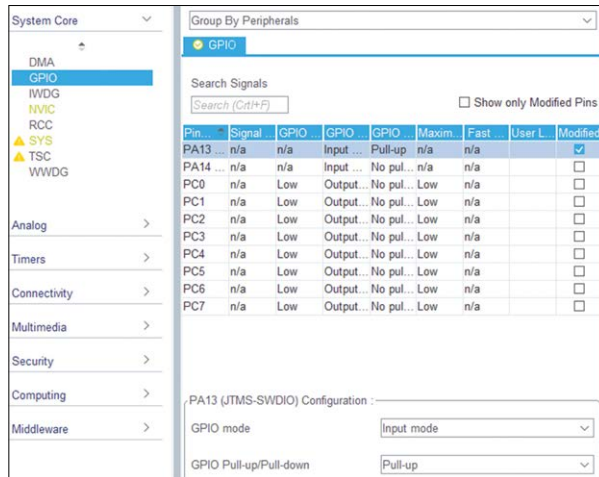 System Core
DMA
GPIO
IWDG
NVIC
RCC
SYS
TSC
WWDG
Analog
Timers
Connectivity
Multimedia
Security
Computing
Middleware
Group By Peripherals
GPIO
Search Signals
Search (Crtl+F)
Show only Modified Pins
Pin... Signal ... GPIO ... GPIO ... GPIO ... Maxim... Fast ... User L... Modified
PA13 ... n/a n/a Input ... Pull-up n/a n/a
PA14 ... n/a n/a Input ... No pul... n/a n/a
PC0 n/a Low Output... No pul... Low n/a
PC1 n/a Low Output... No pul... Low n/a
PC2 n/a Low Output... No pul... Low n/a
PC3 n/a Low Output... No pul... Low n/a
PC4 n/a Low Output... No pul... Low n/a
PC5 n/a Low Output... No pul... Low n/a
PC6 n/a Low Output... No pul... Low n/a
PC7 n/a Low Output... No pul... Low n/a
PA13 (JTMS-SWDIO) Configuration :
GPIO mode Input mode
GPIO Pull-up/Pull-down Pull-up